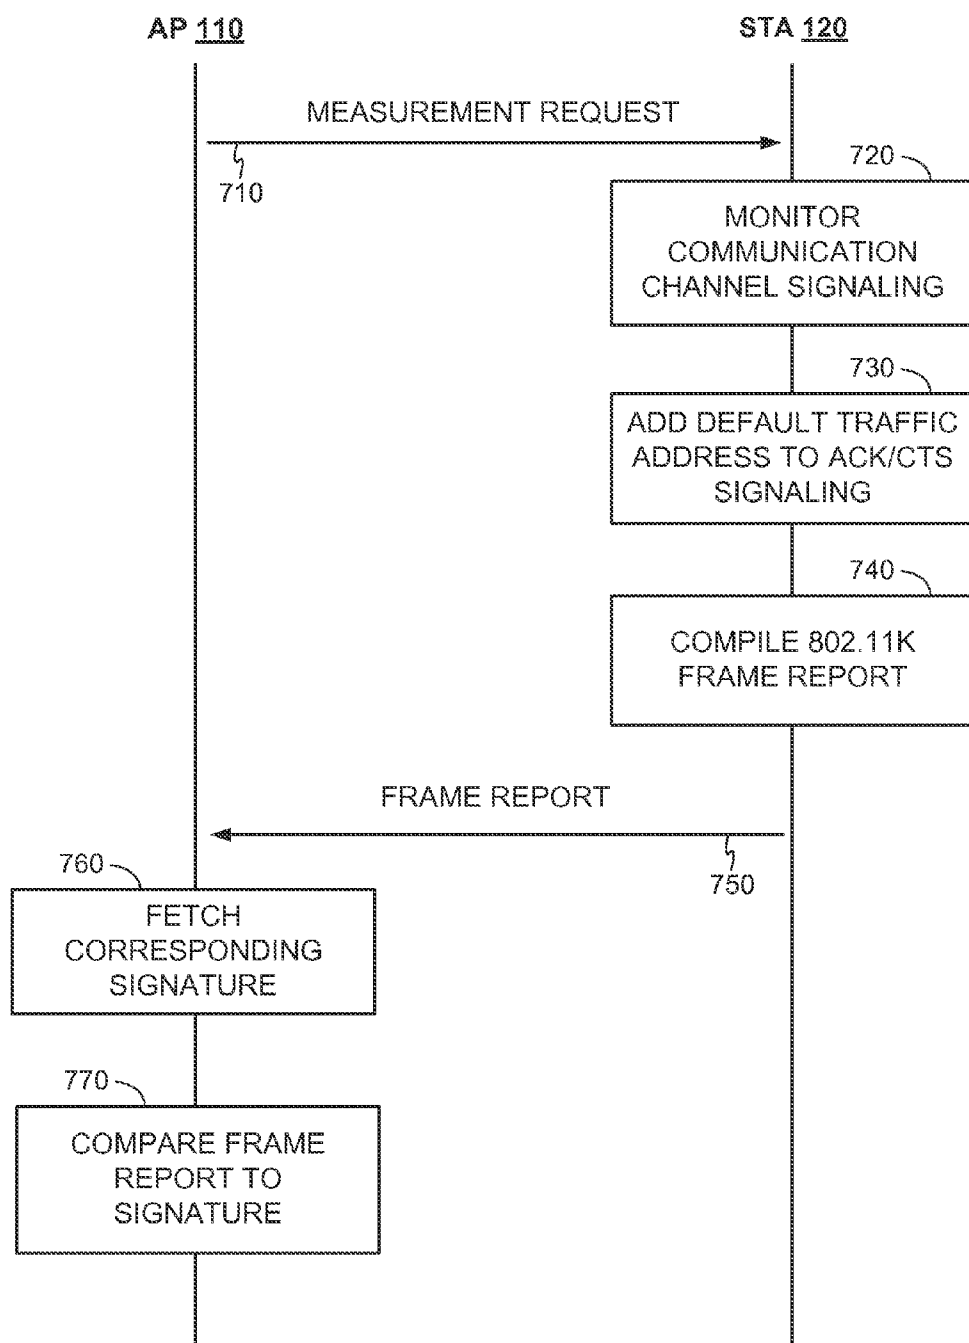 AP 110
STA 120
MEASUREMENT REQUEST
710
720
MONITOR
COMMUNICATION
CHANNEL SIGNALING
730
ADD DEFAULT TRAFFIC
ADDRESS TO ACK/CTS
SIGNALING
740
COMPILE 802.11K
FRAME REPORT
FRAME REPORT
750
760
FETCH
CORRESPONDING
SIGNATURE
770
COMPARE FRAME
REPORT TO
SIGNATURE